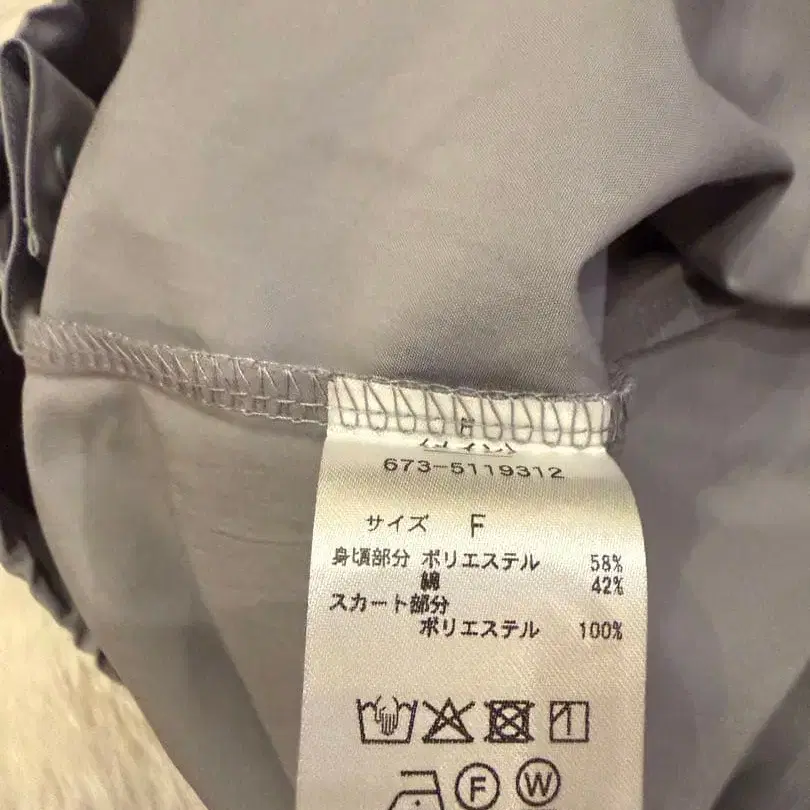 673-5119312
サイズ F
身頃部分 ポリエステル 58%
綿 42%
スカート部分
ポリエステル 100%
F W